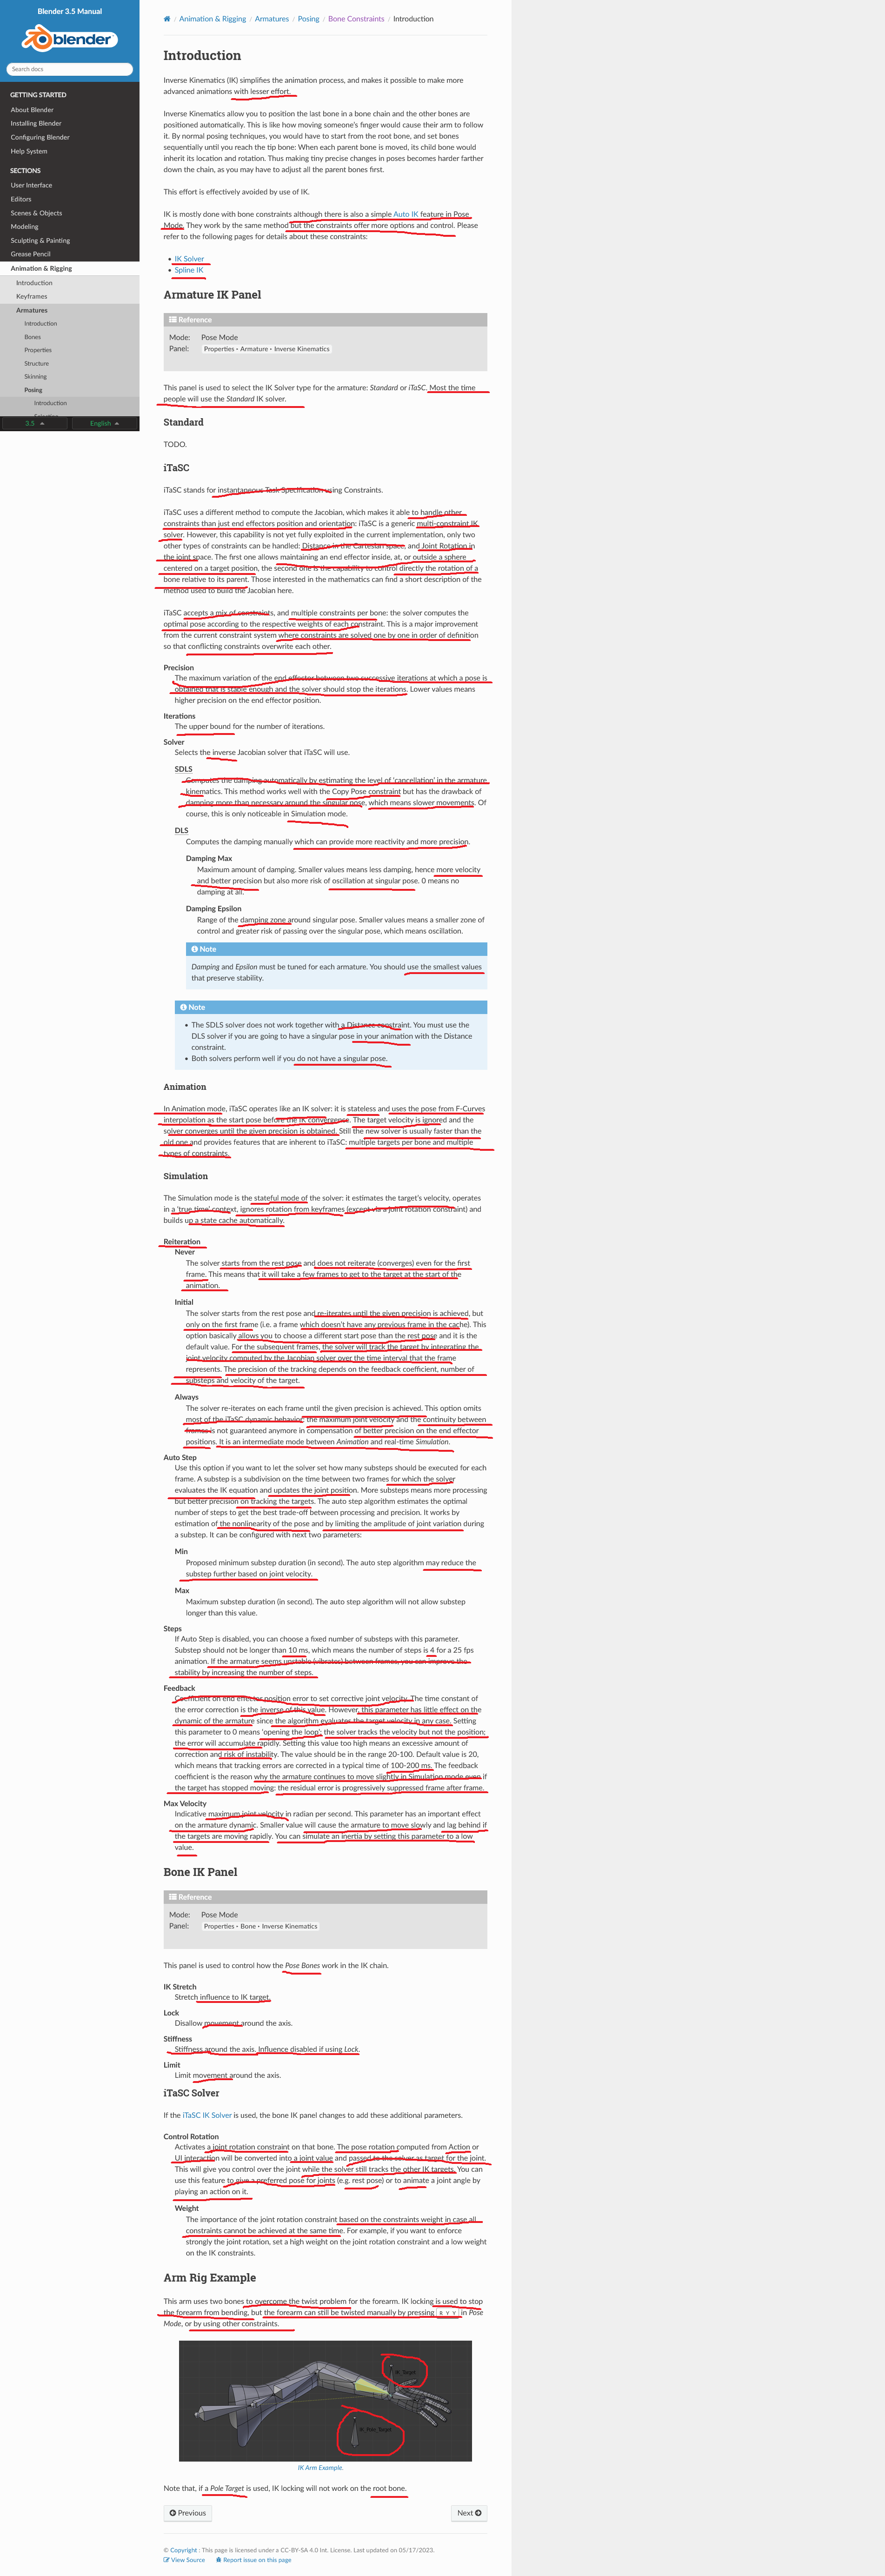 Blender 3.5 Manual
blender
Search docs
GETTING STARTED
About Blender
Installing Blender
Configuring Blender
Help System
SECTIONS
User Interface
Editors
Scenes & Objects
Modeling
Sculpting & Painting
Grease Pencil
Animation & Rigging
Introduction
Keyframes
Armatures
Introduction
Bones
Properties
Structure
Skinning
Posing
Introduction
3.5
English
/ Animation & Rigging / Armatures / Posing / Bone Constraints / Introduction
Introduction
Inverse Kinematics (IK) simplifies the animation process, and makes it possible to make more
advanced animations with lesser effort.
Inverse Kinematics allow you to position the last bone in a bone chain and the other bones are
positioned automatically. This is like how moving someone's finger would cause their arm to follow
it. By normal posing techniques, you would have to start from the root bone, and set bones
sequentially until you reach the tip bone: When each parent bone is moved, its child bone would
inherit its location and rotation. Thus making tiny precise changes in poses becomes harder farther
down the chain, as you may have to adjust all the parent bones first.
This effort is effectively avoided by use of IK.
IK is mostly done with bone constraints although there is also a simple Auto IK feature in Pose
Mode. They work by the same method but the constraints offer more options and control. Please
refer to the following pages for details about these constraints:
• IK Solver
• Spline IK
Armature IK Panel
Reference
Mode: Pose Mode
Panel: Properties ‣ Armature ‣ Inverse Kinematics
This panel is used to select the IK Solver type for the armature: Standard or iTaSC. Most the time
people will use the Standard IK solver.
Standard
TODO.
iTaSC
iTaSC stands for instantaneous Task Specification using Constraints.
iTaSC uses a different method to compute the Jacobian, which makes it able to handle other
constraints than just end effectors position and orientation: iTaSC is a generic multi-constraint IK
solver. However, this capability is not yet fully exploited in the current implementation, only two
other types of constraints can be handled: Distance in the Cartesian space, and Joint Rotation in
the joint space. The first one allows maintaining an end effector inside, at, or outside a sphere
centered on a target position, the second one is the capability to control directly the rotation of a
bone relative to its parent. Those interested in the mathematics can find a short description of the
method used to build the Jacobian here.
iTaSC accepts a mix of constraints, and multiple constraints per bone: the solver computes the
optimal pose according to the respective weights of each constraint. This is a major improvement
from the current constraint system where constraints are solved one by one in order of definition
so that conflicting constraints overwrite each other.
Precision
The maximum variation of the end effector between two successive iterations at which a pose is
obtained that is stable enough and the solver should stop the iterations. Lower values means
higher precision on the end effector position.
Iterations
The upper bound for the number of iterations.
Solver
Selects the inverse Jacobian solver that iTaSC will use.
SDLS
Computes the damping automatically by estimating the level of 'cancellation' in the armature
kinematics. This method works well with the Copy Pose constraint but has the drawback of
damping more than necessary around the singular pose, which means slower movements. Of
course, this is only noticeable in Simulation mode.
DLS
Computes the damping manually which can provide more reactivity and more precision.
Damping Max
Maximum amount of damping. Smaller values means less damping, hence more velocity
and better precision but also more risk of oscillation at singular pose. 0 means no
damping at all.
Damping Epsilon
Range of the damping zone around singular pose. Smaller values means a smaller zone of
control and greater risk of passing over the singular pose, which means oscillation.
Note
Damping and Epsilon must be tuned for each armature. You should use the smallest values
that preserve stability.
Note
• The SDLS solver does not work together with a Distance constraint. You must use the
DLS solver if you are going to have a singular pose in your animation with the Distance
constraint.
• Both solvers perform well if you do not have a singular pose.
Animation
In Animation mode, iTaSC operates like an IK solver: it is stateless and uses the pose from F-Curves
interpolation as the start pose before the IK convergence. The target velocity is ignored and the
solver converges until the given precision is obtained. Still the new solver is usually faster than the
old one and provides features that are inherent to iTaSC: multiple targets per bone and multiple
types of constraints.
Simulation
The Simulation mode is the stateful mode of the solver: it estimates the target's velocity, operates
in a 'true time' context, ignores rotation from keyframes (except via a joint rotation constraint) and
builds up a state cache automatically.
Reiteration
Never
The solver starts from the rest pose and does not reiterate (converges) even for the first
frame. This means that it will take a few frames to get to the target at the start of the
animation.
Initial
The solver starts from the rest pose and re-iterates until the given precision is achieved, but
only on the first frame (i.e. a frame which doesn't have any previous frame in the cache). This
option basically allows you to choose a different start pose than the rest pose and it is the
default value. For the subsequent frames, the solver will track the target by integrating the
joint velocity computed by the Jacobian solver over the time interval that the frame
represents. The precision of the tracking depends on the feedback coefficient, number of
substeps and velocity of the target.
Always
The solver re-iterates on each frame until the given precision is achieved. This option omits
most of the iTaSC dynamic behavior: the maximum joint velocity and the continuity between
frames is not guaranteed anymore in compensation of better precision on the end effector
positions. It is an intermediate mode between Animation and real-time Simulation.
Auto Step
Use this option if you want to let the solver set how many substeps should be executed for each
frame. A substep is a subdivision on the time between two frames for which the solver
evaluates the IK equation and updates the joint position. More substeps means more processing
but better precision on tracking the targets. The auto step algorithm estimates the optimal
number of steps to get the best trade-off between processing and precision. It works by
estimation of the nonlinearity of the pose and by limiting the amplitude of joint variation during
a substep. It can be configured with next two parameters:
Min
Proposed minimum substep duration (in second). The auto step algorithm may reduce the
substep further based on joint velocity.
Max
Maximum substep duration (in second). The auto step algorithm will not allow substep
longer than this value.
Steps
If Auto Step is disabled, you can choose a fixed number of substeps with this parameter.
Substep should not be longer than 10 ms, which means the number of steps is 4 for a 25 fps
animation. If the armature seems unstable (vibrates) between frames, you can improve the
stability by increasing the number of steps.
Feedback
Coefficient on end effector position error to set corrective joint velocity. The time constant of
the error correction is the inverse of this value. However, this parameter has little effect on the
dynamic of the armature since the algorithm evaluates the target velocity in any case. Setting
this parameter to 0 means 'opening the loop': the solver tracks the velocity but not the position;
the error will accumulate rapidly. Setting this value too high means an excessive amount of
correction and risk of instability. The value should be in the range 20-100. Default value is 20,
which means that tracking errors are corrected in a typical time of 100-200 ms. The feedback
coefficient is the reason why the armature continues to move slightly in Simulation mode even if
the target has stopped moving: the residual error is progressively suppressed frame after frame.
Max Velocity
Indicative maximum joint velocity in radian per second. This parameter has an important effect
on the armature dynamic. Smaller value will cause the armature to move slowly and lag behind if
the targets are moving rapidly. You can simulate an inertia by setting this parameter to a low
value.
Bone IK Panel
Reference
Mode: Pose Mode
Panel: Properties ‣ Bone ‣ Inverse Kinematics
This panel is used to control how the Pose Bones work in the IK chain.
IK Stretch
Stretch influence to IK target.
Lock
Disallow movement around the axis.
Stiffness
Stiffness around the axis. Influence disabled if using Lock.
Limit
Limit movement around the axis.
iTaSC Solver
If the iTaSC IK Solver is used, the bone IK panel changes to add these additional parameters.
Control Rotation
Activates a joint rotation constraint on that bone. The pose rotation computed from Action or
UI interaction will be converted into a joint value and passed to the solver as target for the joint.
This will give you control over the joint while the solver still tracks the other IK targets. You can
use this feature to give a preferred pose for joints (e.g. rest pose) or to animate a joint angle by
playing an action on it.
Weight
The importance of the joint rotation constraint based on the constraints weight in case all
constraints cannot be achieved at the same time. For example, if you want to enforce
strongly the joint rotation, set a high weight on the joint rotation constraint and a low weight
on the IK constraints.
Arm Rig Example
This arm uses two bones to overcome the twist problem for the forearm. IK locking is used to stop
the forearm from bending, but the forearm can still be twisted manually by pressing R Y Y in Pose
Mode, or by using other constraints.
IK_Target
IK_Pole_Target
IK Arm Example.
Note that, if a Pole Target is used, IK locking will not work on the root bone.
Previous
Next
© Copyright : This page is licensed under a CC-BY-SA 4.0 Int. License. Last updated on 05/17/2023.
View Source Report issue on this page